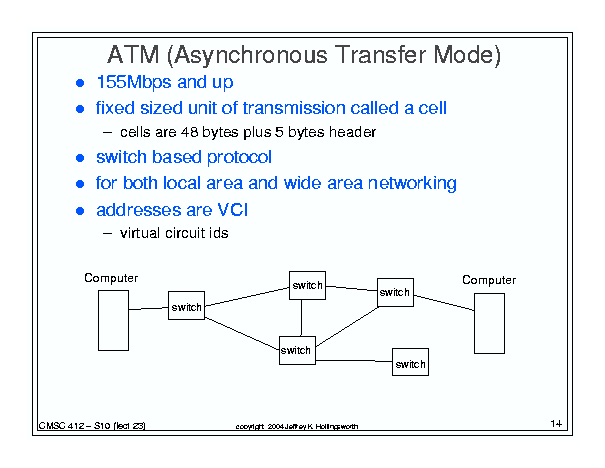 ATM (Asynchronous Transfer Mode)
● 155Mbps and up
● fixed sized unit of transmission called a cell
– cells are 48 bytes plus 5 bytes header
● switch based protocol
● for both local area and wide area networking
● addresses are VCI
– virtual circuit ids
Computer
switch
switch
switch
Computer
switch
switch
CMSC 412 – S10 (lect 23)
copyright 2004 Jeffrey K. Hollingsworth
14